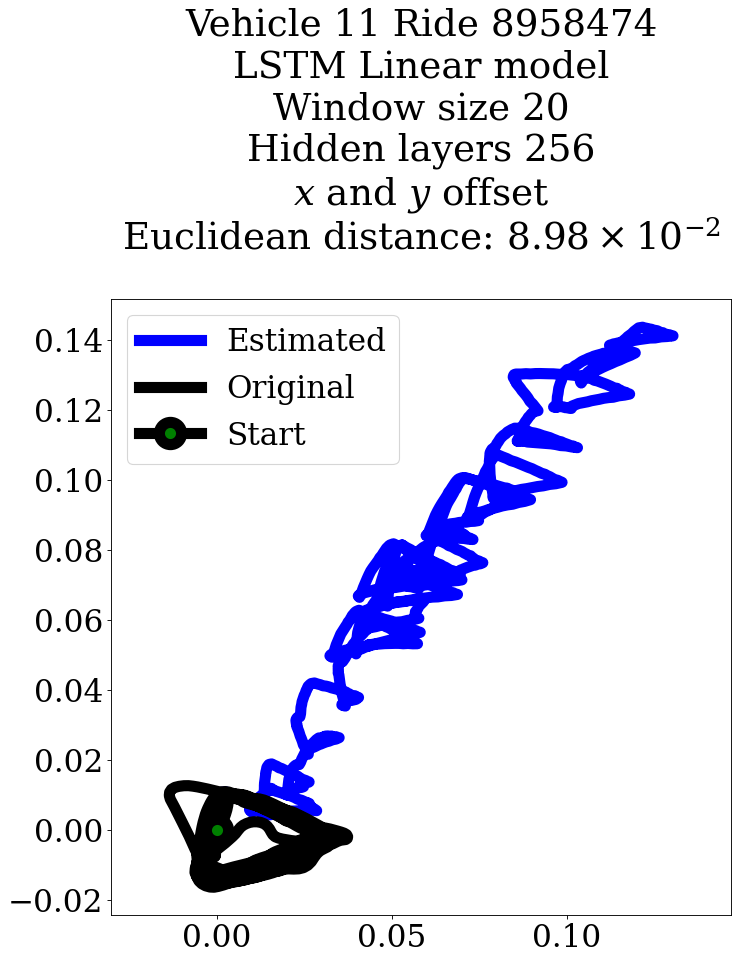 Vehicle 11 Ride 8958474
LSTM Linear model
Window size 20
Hidden layers 256
x and y offset
Euclidean distance: 8.98 × 10⁻²
Estimated
Original
Start
0.14
0.12
0.10
0.08
0.06
0.04
0.02
0.00
−0.02
0.00 0.05 0.10